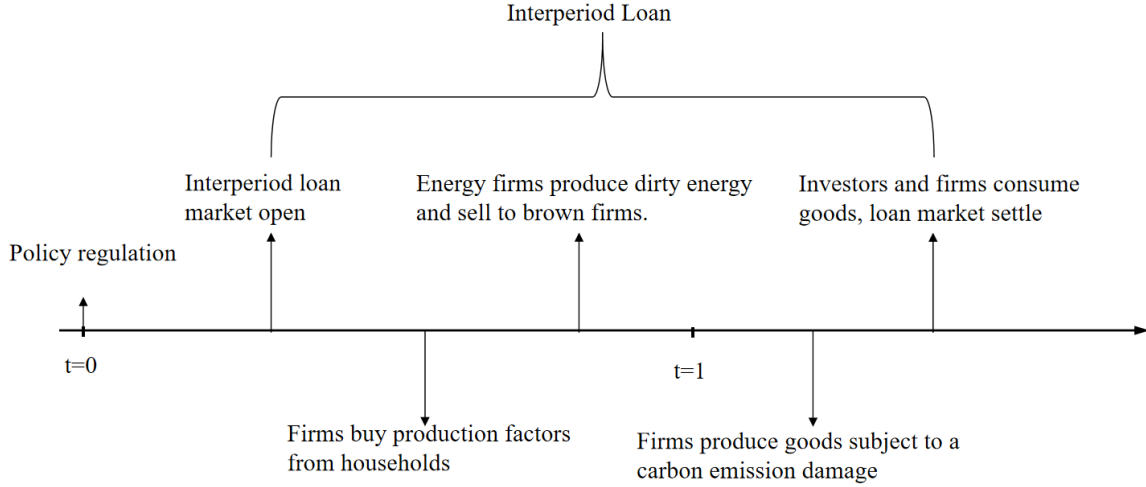 Interperiod Loan
Interperiod loan
market open
Energy firms produce dirty energy
and sell to brown firms.
Investors and firms consume
goods, loan market settle
Policy regulation
t=0
t=1
Firms buy production factors
from households
Firms produce goods subject to a
carbon emission damage